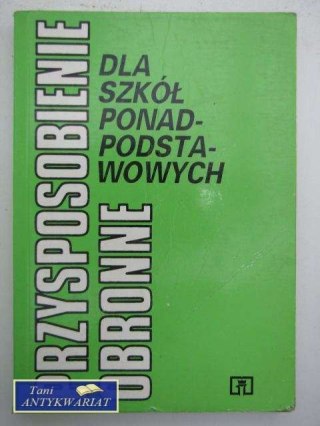 PRZYSPOSOBIENIE
OBRONNE
DLA
SZKÓŁ
PONAD-
PODSTA-
WOWYCH
Tani
ANTYKWARIAT